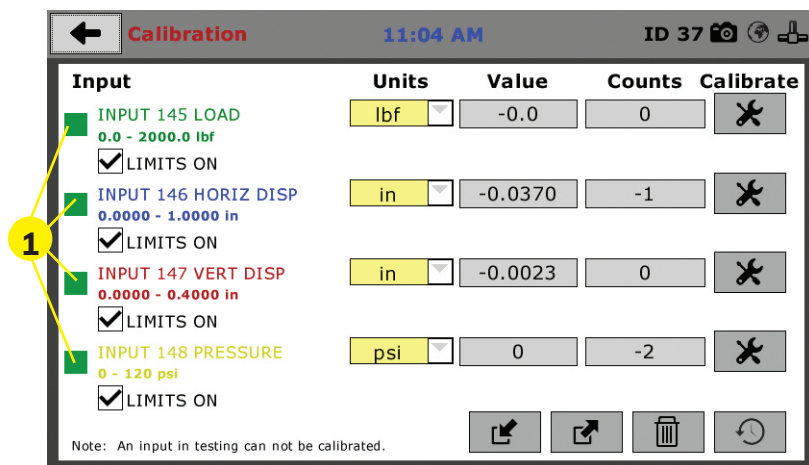 Calibration 11:04 AM ID 37
Input Units Value Counts Calibrate
INPUT 145 LOAD lbf -0.0 0
0.0 - 2000.0 lbf
LIMITS ON
INPUT 146 HORIZ DISP in -0.0370 -1
0.0000 - 1.0000 in
LIMITS ON
1
INPUT 147 VERT DISP in -0.0023 0
0.0000 - 0.4000 in
LIMITS ON
INPUT 148 PRESSURE psi 0 -2
0 - 120 psi
LIMITS ON
Note: An input in testing can not be calibrated.